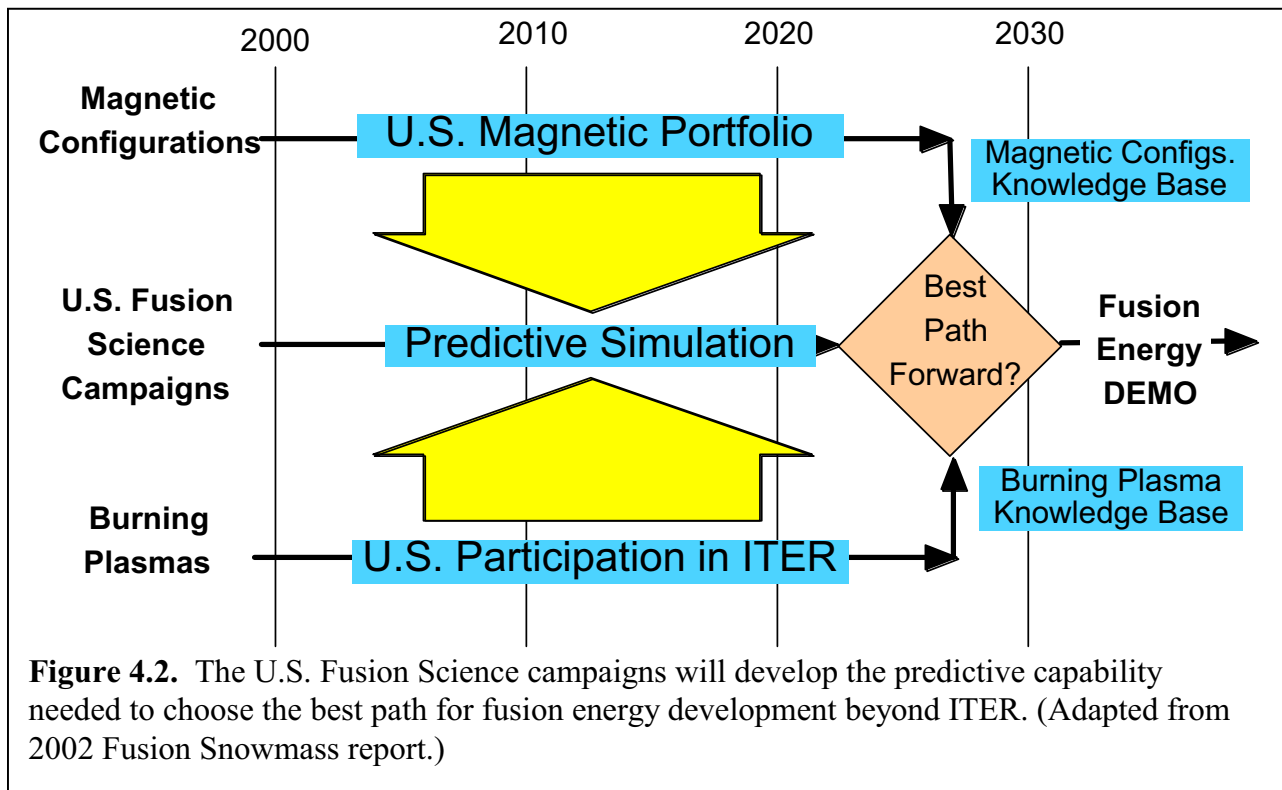 2000 2010 2020 2030
Magnetic
Configurations
U.S. Magnetic Portfolio
Magnetic Configs.
Knowledge Base
U.S. Fusion
Science
Campaigns
Predictive Simulation
Best
Path
Forward?
Fusion
Energy
DEMO
Burning Plasma
Knowledge Base
Burning
Plasmas
U.S. Participation in ITER
Figure 4.2. The U.S. Fusion Science campaigns will develop the predictive capability
needed to choose the best path for fusion energy development beyond ITER. (Adapted from
2002 Fusion Snowmass report.)